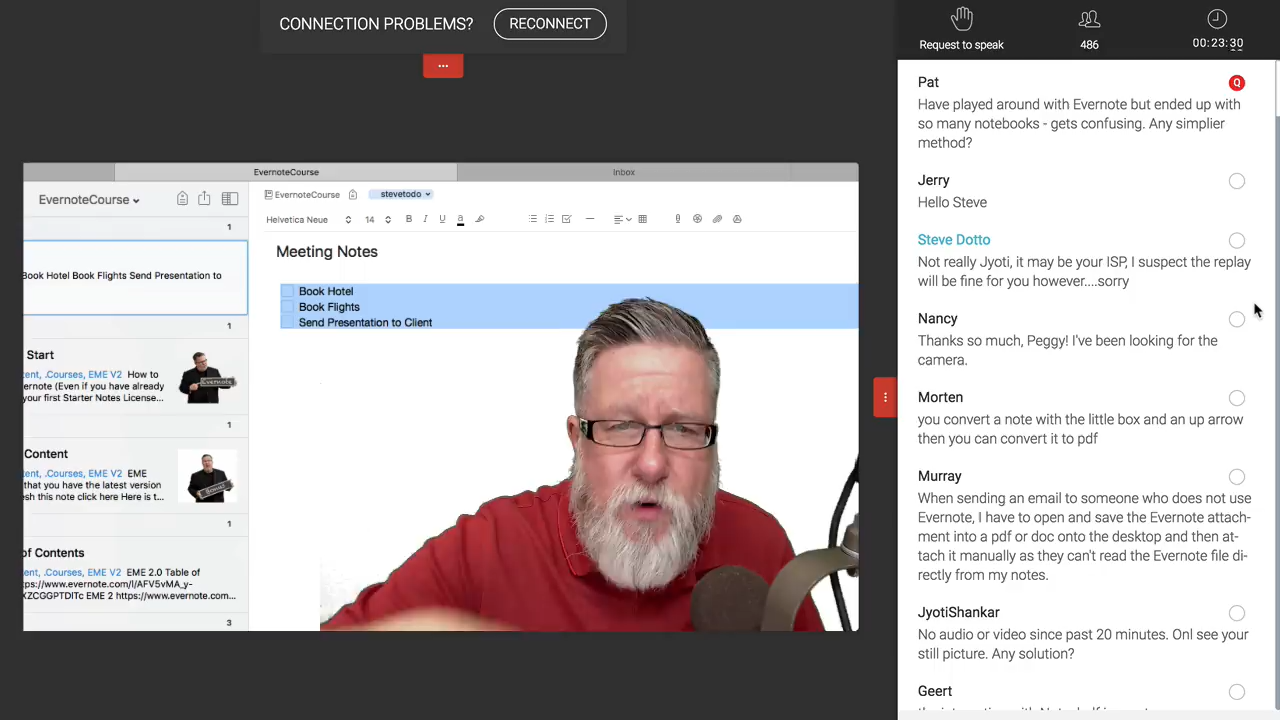 CONNECTION PROBLEMS?
RECONNECT
...
Request to speak
486
00:23:30
EvernoteCourse
Inbox
EvernoteCourse
1
Book Hotel Book Flights Send Presentation to
1
Start
ent, .Courses, EME V2 How to
ernote (Even if you have already
your first Starter Notes License...
1
Content
ent, .Courses, EME V2 EME
that you have the latest version
esh this note click here Here is t...
1
of Contents
ent, .Courses, EME V2 EME 2.0 Table of
ttps://www.evernote.com/l/AFV5vMA_y-
XZCGGPTDITc EME 2 https://www.evernote.com...
3
EvernoteCourse
stevetodo
Helvetica Neue
14
B I U a
Meeting Notes
Book Hotel
Book Flights
Send Presentation to Client
Pat
Q
Have played around with Evernote but ended up with
so many notebooks - gets confusing. Any simplier
method?
Jerry
Hello Steve
Steve Dotto
Not really Jyoti, it may be your ISP, I suspect the replay
will be fine for you however....sorry
Nancy
Thanks so much, Peggy! I've been looking for the
camera.
Morten
you convert a note with the little box and an up arrow
then you can convert it to pdf
Murray
When sending an email to someone who does not use
Evernote, I have to open and save the Evernote attach-
ment into a pdf or doc onto the desktop and then at-
tach it manually as they can't read the Evernote file di-
rectly from my notes.
JyotiShankar
No audio or video since past 20 minutes. Onl see your
still picture. Any solution?
Geert